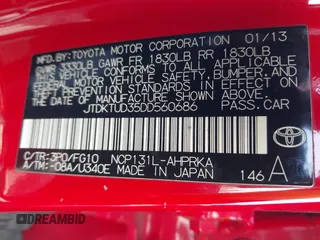 MFD.BY:TOYOTA MOTOR CORPORATION 01/13
GVWR 3330LB GAWR FR 1830LB RR 1830LB
THIS VEHICLE CONFORMS TO ALL APPLICABLE FEDERAL MOTOR VEHICLE
SAFETY, BUMPER, AND THEFT PREVENTION STANDARDS IN EFFECT ON
THE DATE OF MANUFACTURE SHOWN ABOVE.
JTDKTUD35DD560686 PASS.CAR
C/TR:3P0/FG10 NCP131L-AHPRKA
A/TM:-08A/U340E MADE IN JAPAN 146 A
TOYOTA
dreambid